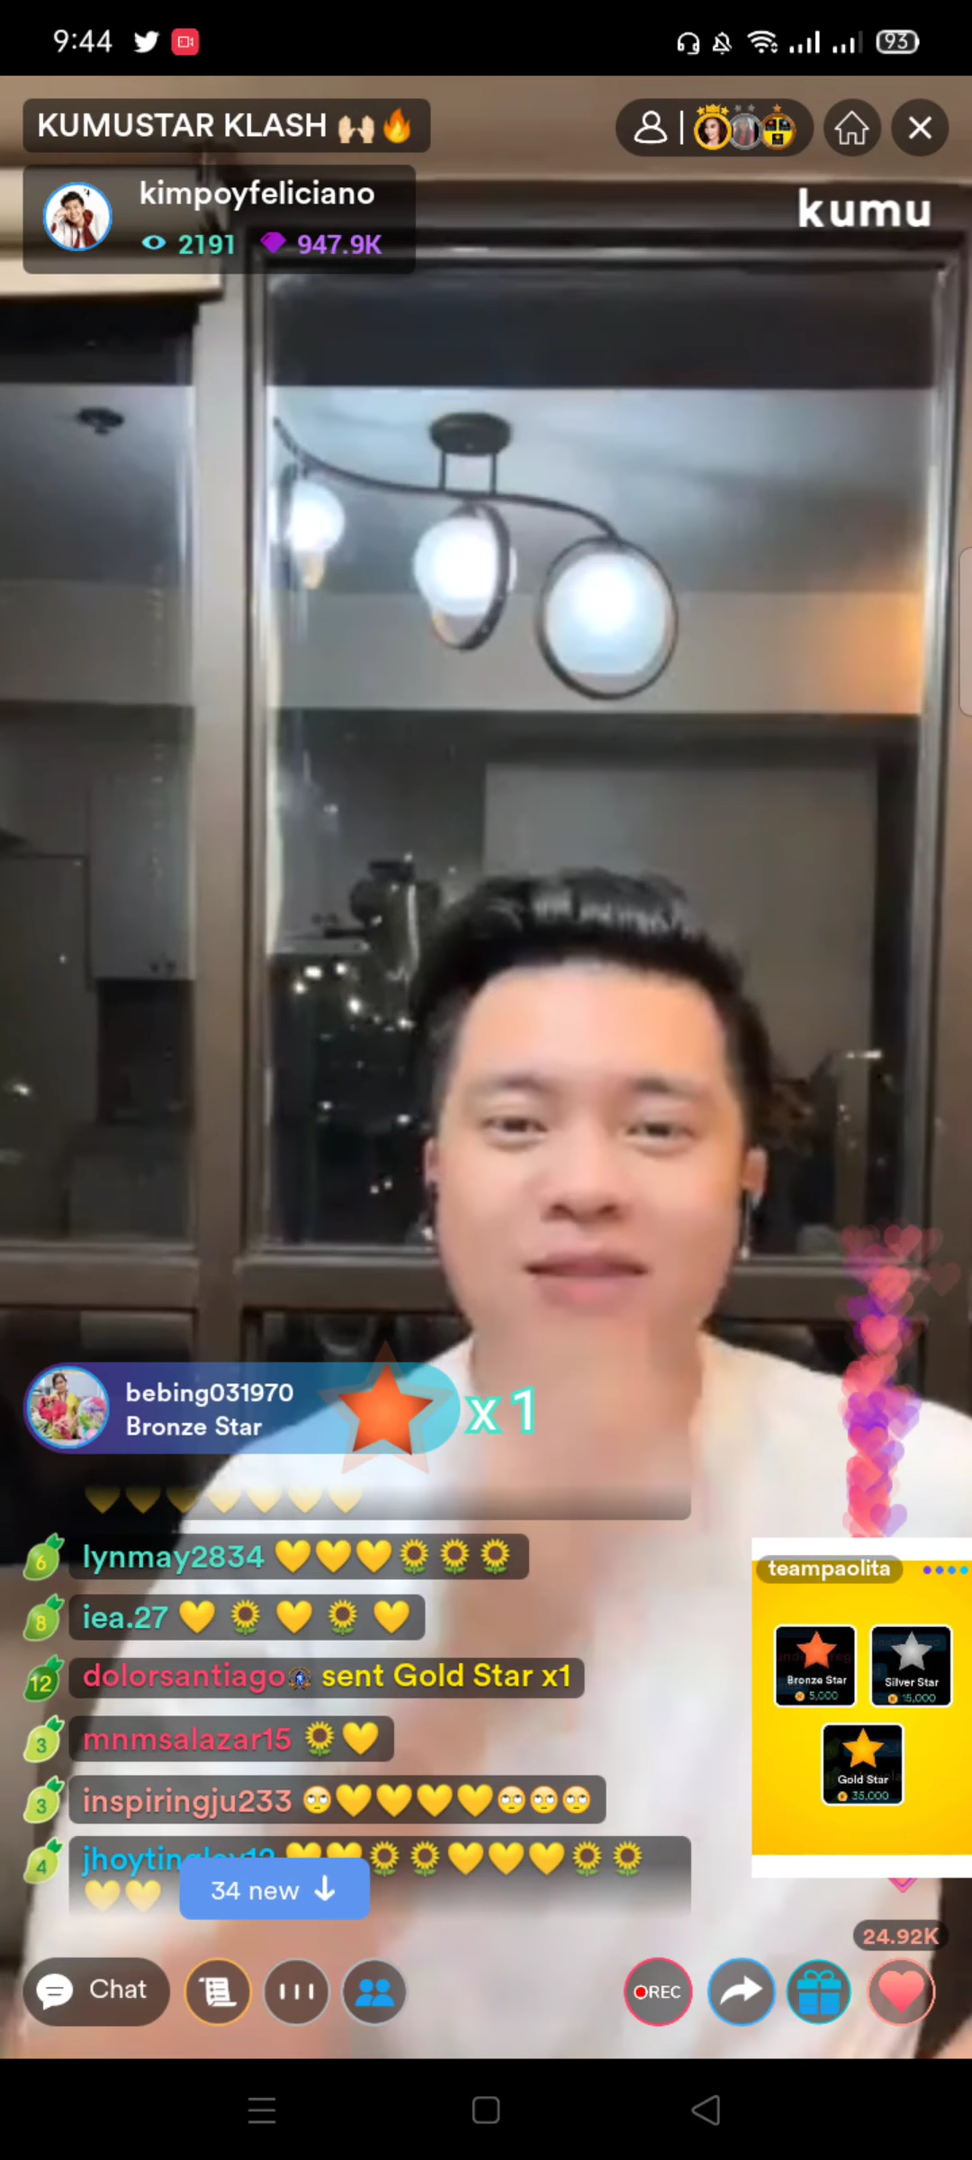 9:44
93
KUMUSTAR KLASH 🙌🏻🔥
kimpoyfeliciano
2191 947.9K
kumu
bebing031970
Bronze Star
x 1
💛💛💛💛💛💛💛
6 lynmay2834 💛💛💛🌻🌻🌻
8 iea.27 💛 🌻 💛 🌻 💛
12 dolorsantiago sent Gold Star x1
3 mnmsalazar15 🌻💛
3 inspiringju233 🙄💛💛💛💛🙄🙄🙄
4 💛💛🌻🌻💛💛💛🌻🌻
💛💛
34 new ↓
teampaolita
Bronze Star
5,000
Silver Star
15,000
Gold Star
35,000
24.92K
Chat
REC